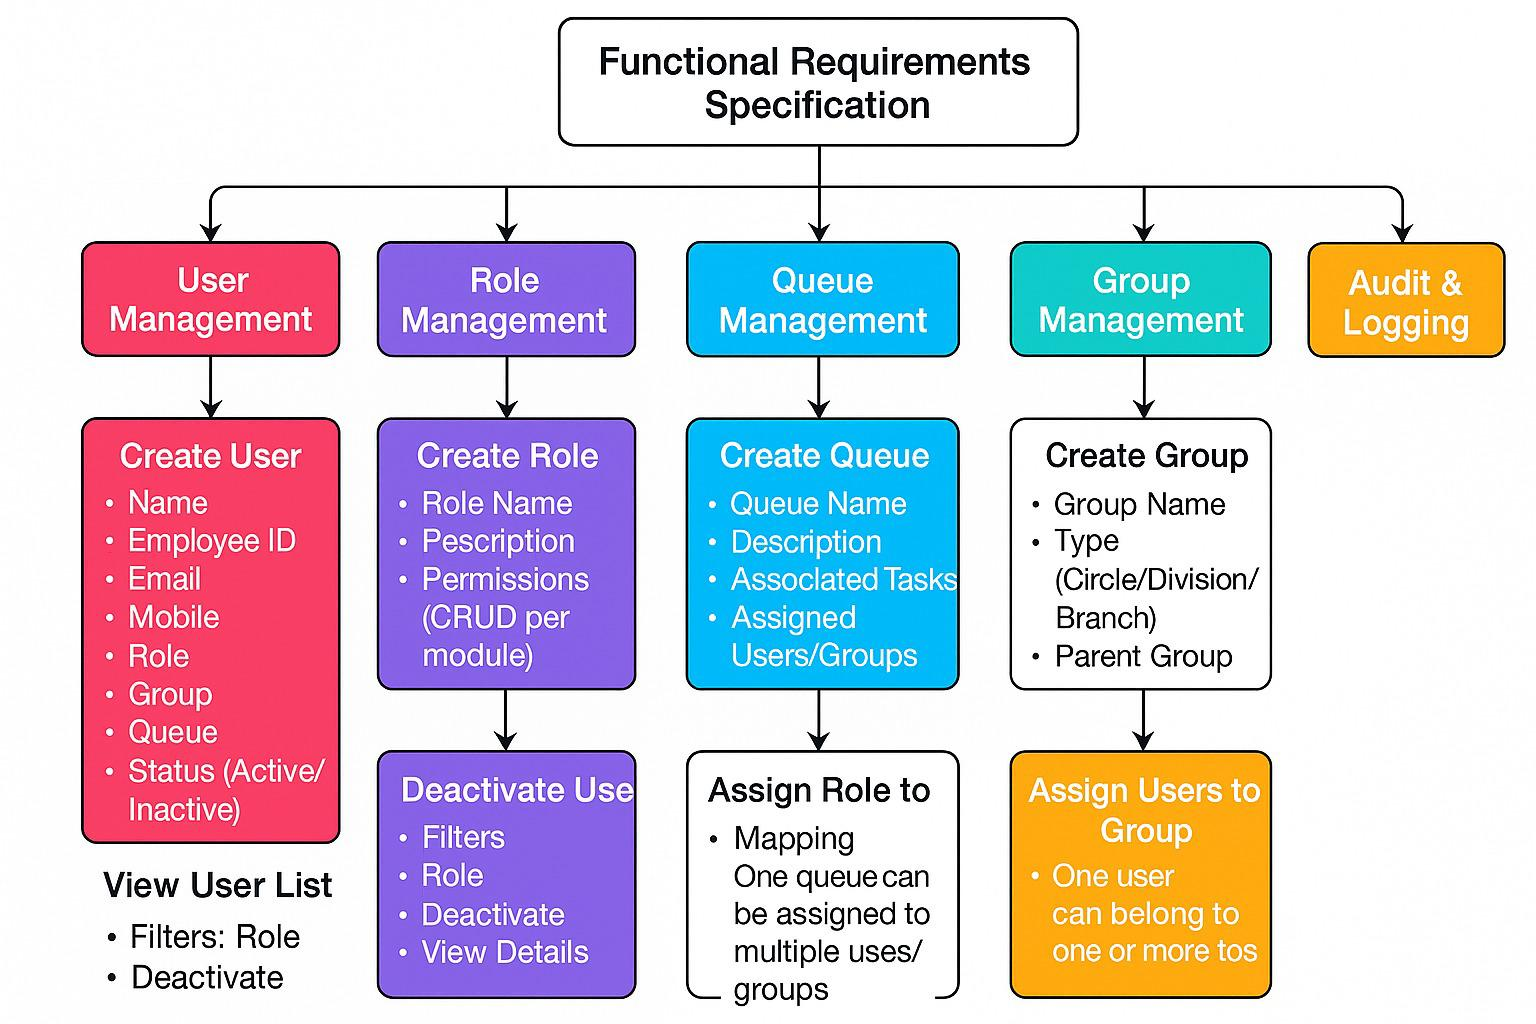 Functional Requirements
Specification
User
Management
Role
Management
Queue
Management
Group
Management
Audit &
Logging
Create User
• Name
• Employee ID
• Email
• Mobile
• Role
• Group
• Queue
• Status (Active/
Inactive)
View User List
• Filters: Role
• Deactivate
Create Role
• Role Name
• Pescription
• Permissions
(CRUD per
module)
Deactivate Use
• Filters
• Role
• Deactivate
• View Details
Create Queue
• Queue Name
• Description
• Assoclated Tasks
• Assigned
Users/Groups
Assign Role to
• Mapping
One queue can
be assigned to
multiple uses/
groups
Create Group
• Group Name
• Type
(Circle/Division/
Branch)
• Parent Group
Assign Users to
Group
• One user
can belong to
one or more tos